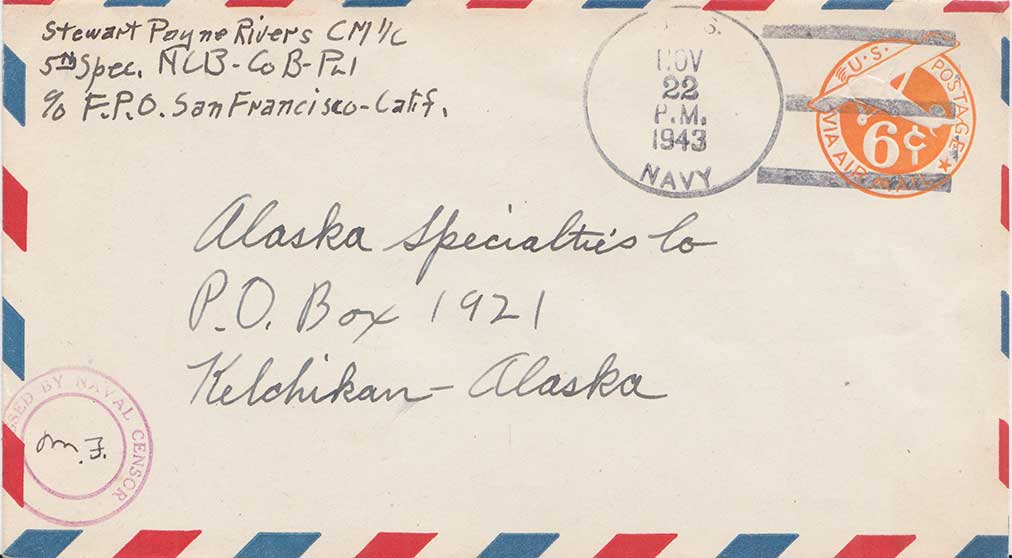 Stewart Payne Rivers CM 1/c
5th Spec. NCB - Co B - Pl 1
c/o F.P.O. San Francisco - Calif.
S.
NOV
22
P.M.
1943
NAVY
U.S. POSTAGE
VIA AIR MAIL
6¢
Alaska Specialties Co
P.O. Box 1921
Ketchikan - Alaska
SSED BY NAVAL CENSOR